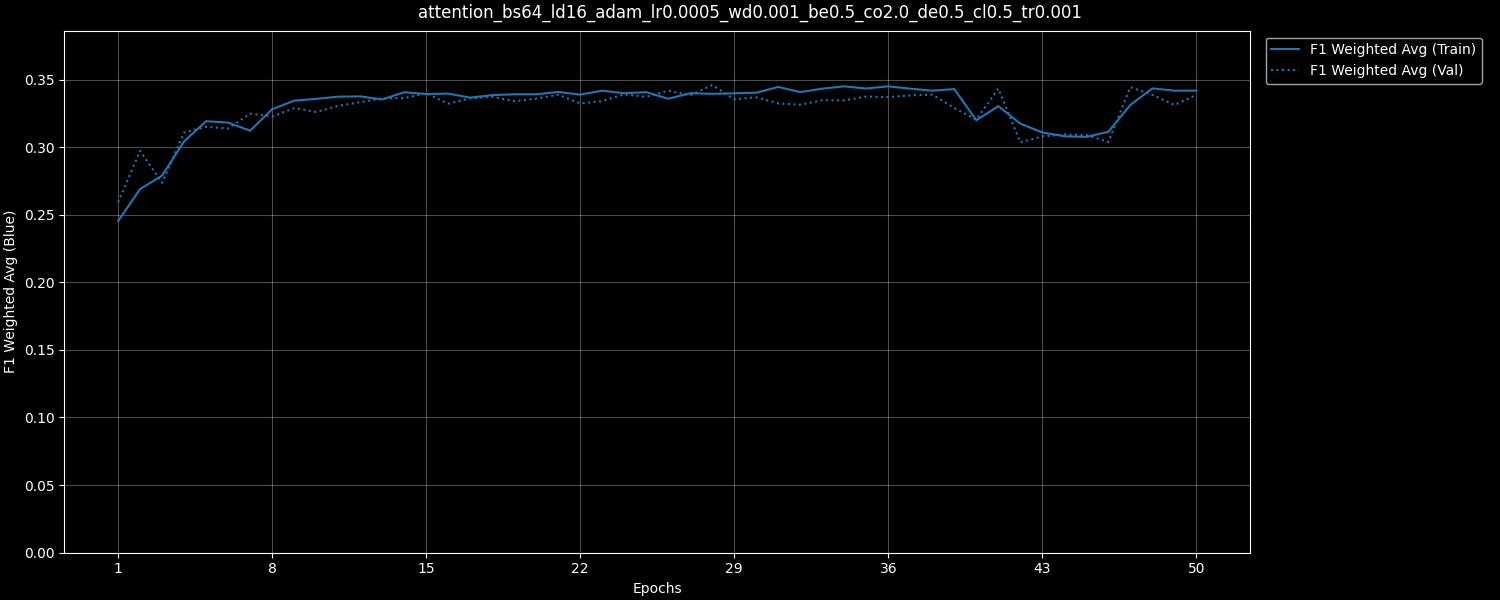 attention_bs64_ld16_adam_lr0.0005_wd0.001_be0.5_co2.0_de0.5_cl0.5_tr0.001
F1 Weighted Avg (Train)
F1 Weighted Avg (Val)
F1 Weighted Avg (Blue)
0.35
0.30
0.25
0.20
0.15
0.10
0.05
0.00
1 8 15 22 29 36 43 50
Epochs